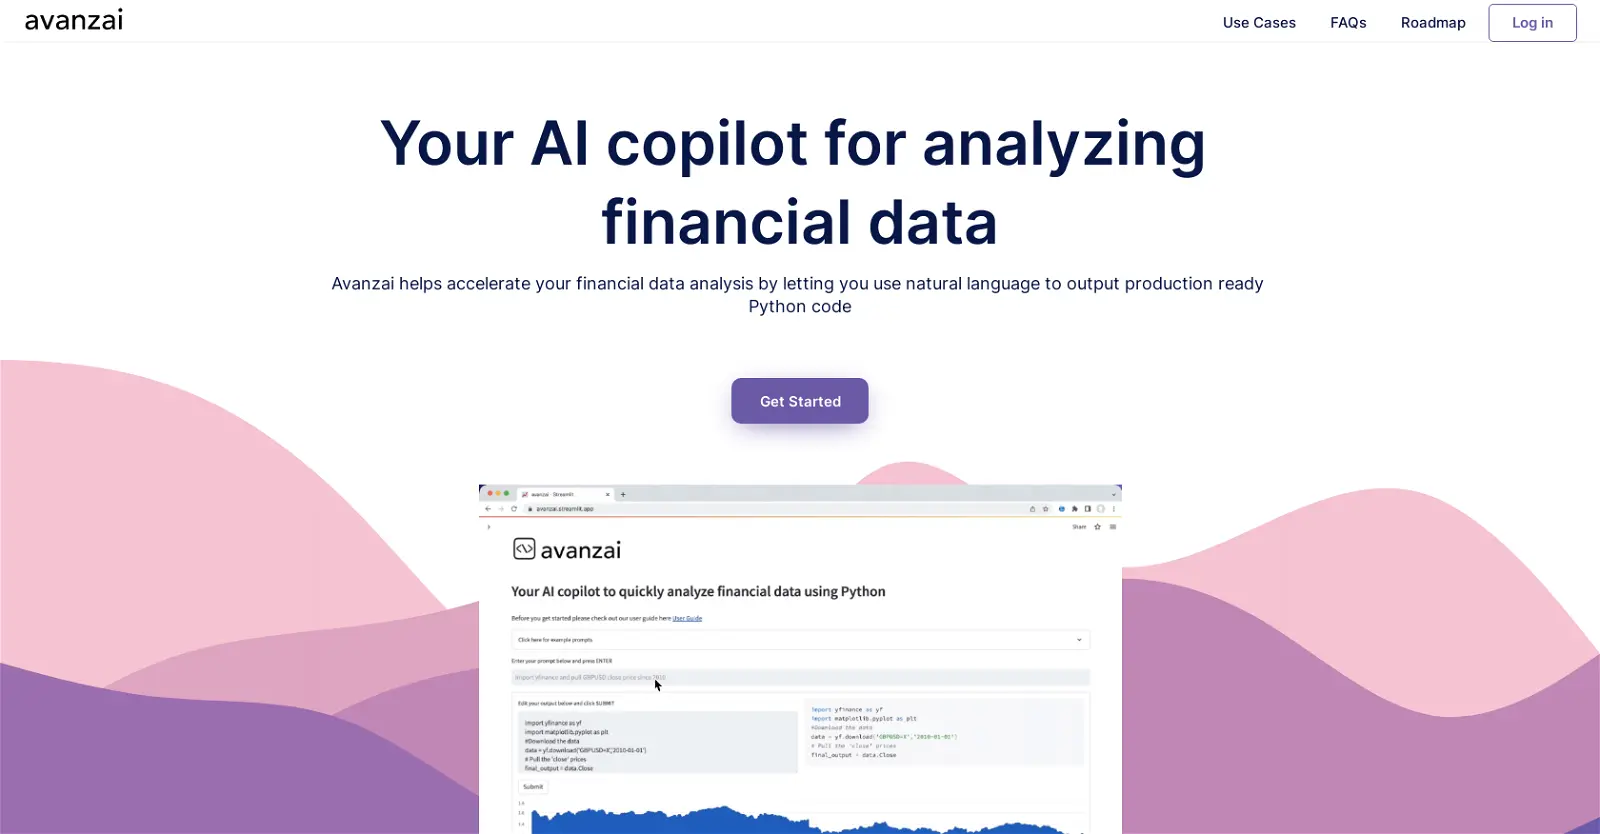 avanzai
Use Cases
FAQs
Roadmap
Log in
Your AI copilot for analyzing
financial data
Avanzai helps accelerate your financial data analysis by letting you use natural language to output production ready
Python code
Get Started
avanzai · Streamlit
avanzai.streamlit.app
Share
avanzai
Your AI copilot to quickly analyze financial data using Python
Before you get started please check out our user guide here User Guide
Click here for example prompts
Enter your prompt below and press ENTER
import yfinance and pull GBPUSD close price since 2010
Edit your output below and click SUBMIT
import yfinance as yf
import matplotlib.pyplot as plt
#Download the data
data = yf.download('GBPUSD=X','2010-01-01')
# Pull the 'close' prices
final_output = data.Close
import yfinance as yf
import matplotlib.pyplot as plt
#Download the data
data = yf.download('GBPUSD=X','2010-01-01')
# Pull the 'close' prices
final_output = data.Close
Submit